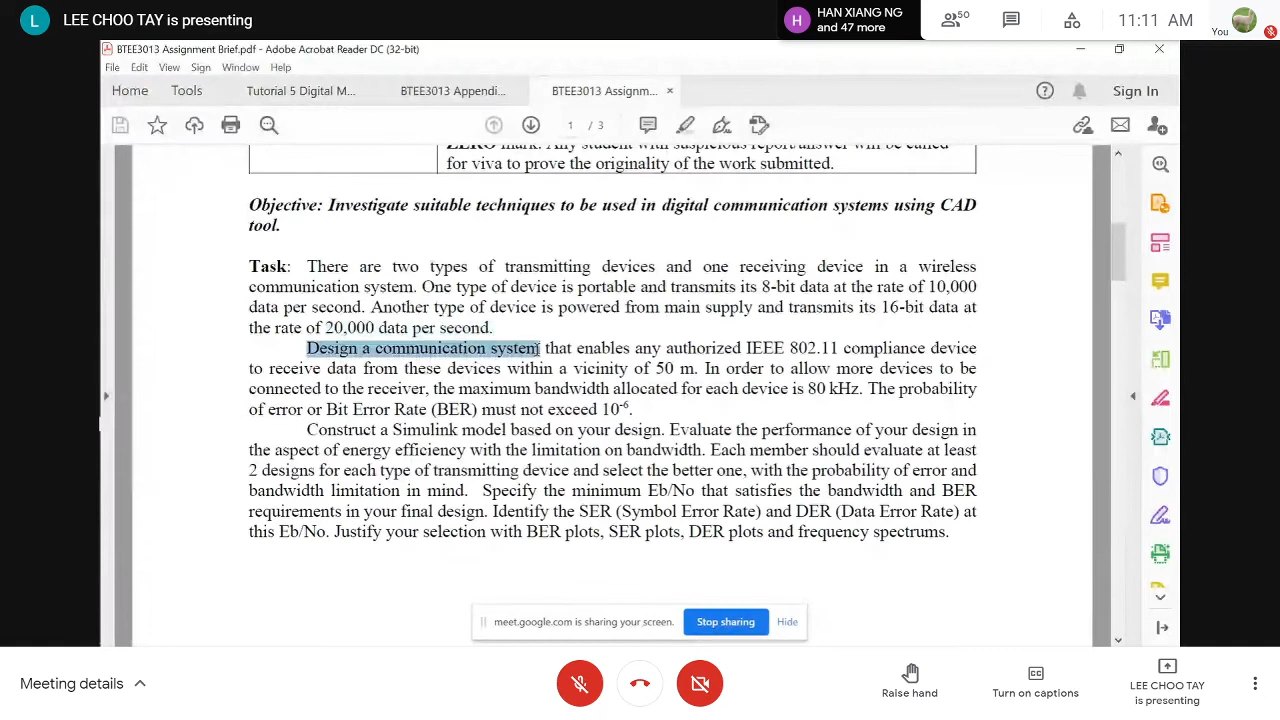 L LEE CHOO TAY is presenting
H HAN XIANG NG
and 47 more
50
11:11 AM
You
BTEE3013 Assignment Brief.pdf - Adobe Acrobat Reader DC (32-bit)
File Edit View Sign Window Help
Home Tools Tutorial 5 Digital M... BTEE3013 Appendi... BTEE3013 Assignm... × Sign In
1 / 3
ZERO mark. Any student with suspicious report/answer will be called
for viva to prove the originality of the work submitted.
Objective: Investigate suitable techniques to be used in digital communication systems using CAD
tool.
Task: There are two types of transmitting devices and one receiving device in a wireless
communication system. One type of device is portable and transmits its 8-bit data at the rate of 10,000
data per second. Another type of device is powered from main supply and transmits its 16-bit data at
the rate of 20,000 data per second.
Design a communication system that enables any authorized IEEE 802.11 compliance device
to receive data from these devices within a vicinity of 50 m. In order to allow more devices to be
connected to the receiver, the maximum bandwidth allocated for each device is 80 kHz. The probability
of error or Bit Error Rate (BER) must not exceed 10⁻⁶.
Construct a Simulink model based on your design. Evaluate the performance of your design in
the aspect of energy efficiency with the limitation on bandwidth. Each member should evaluate at least
2 designs for each type of transmitting device and select the better one, with the probability of error and
bandwidth limitation in mind. Specify the minimum Eb/No that satisfies the bandwidth and BER
requirements in your final design. Identify the SER (Symbol Error Rate) and DER (Data Error Rate) at
this Eb/No. Justify your selection with BER plots, SER plots, DER plots and frequency spectrums.
meet.google.com is sharing your screen. Stop sharing Hide
Meeting details
Raise hand
Turn on captions
LEE CHOO TAY
is presenting